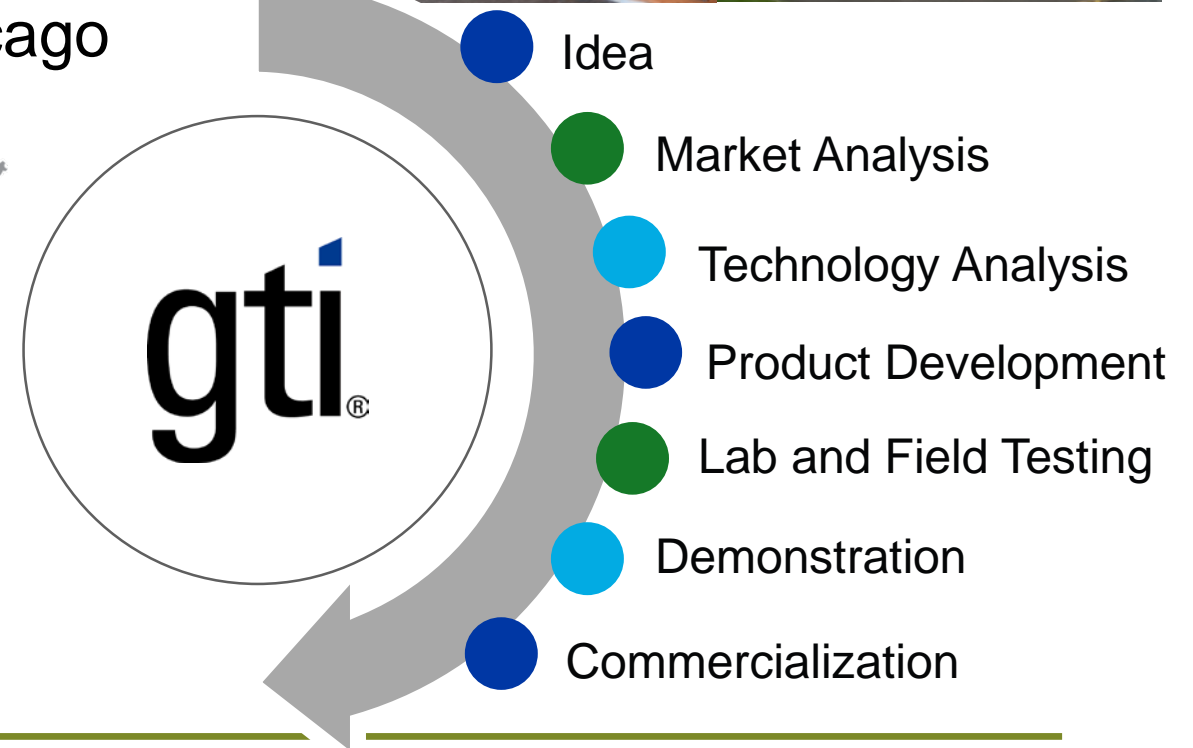 cago
Idea
Market Analysis
Technology Analysis
gti®
Product Development
Lab and Field Testing
Demonstration
Commercialization